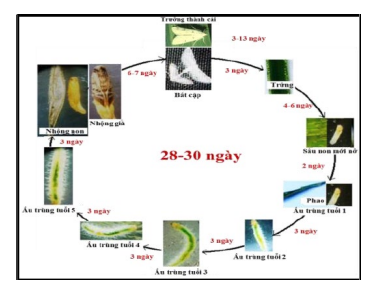 Trưởng thành cái
3-13 ngày
Bắt cặp
3 ngày
Trứng
4-6 ngày
Sâu non mới nở
2 ngày
Phao
Ấu trùng tuổi 1
3 ngày
Ấu trùng tuổi 2
3 ngày
Ấu trùng tuổi 3
3 ngày
Ấu trùng tuổi 4
3 ngày
Ấu trùng tuổi 5
3 ngày
Nhộng non
Nhộng già
6-7 ngày
28-30 ngày